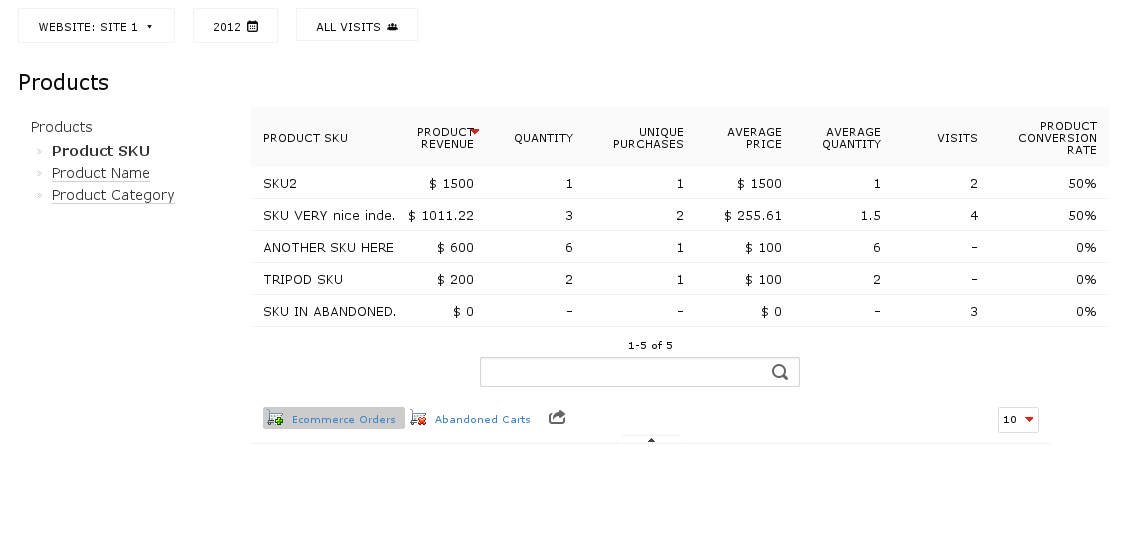 WEBSITE: SITE 1
2012
ALL VISITS
Products
Products
Product SKU
Product Name
Product Category
PRODUCT SKU PRODUCT REVENUE QUANTITY UNIQUE PURCHASES AVERAGE PRICE AVERAGE QUANTITY VISITS PRODUCT CONVERSION RATE
SKU2 $ 1500 1 1 $ 1500 1 2 50%
SKU VERY nice inde. $ 1011.22 3 2 $ 255.61 1.5 4 50%
ANOTHER SKU HERE $ 600 6 1 $ 100 6 - 0%
TRIPOD SKU $ 200 2 1 $ 100 2 - 0%
SKU IN ABANDONED. $ 0 - - $ 0 - 3 0%
1-5 of 5
Ecommerce Orders Abandoned Carts 10